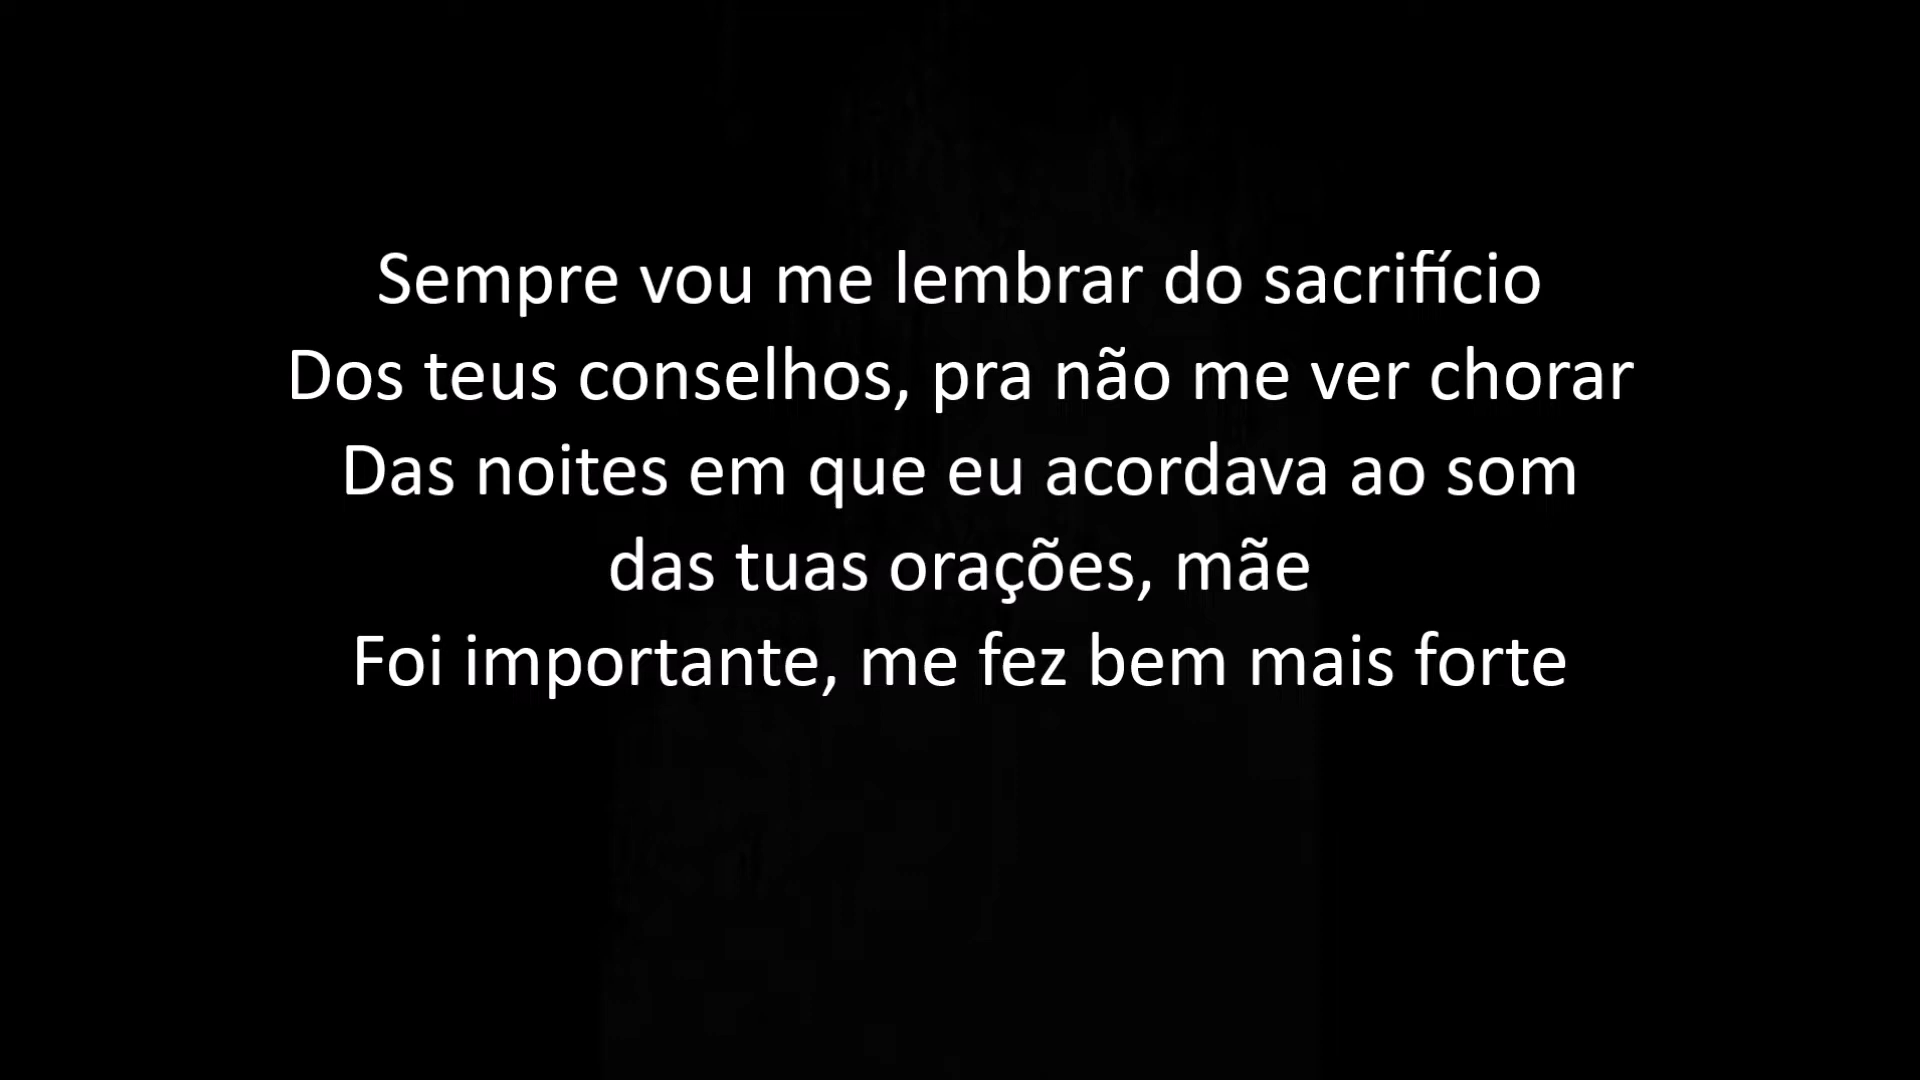 Sempre vou me lembrar do sacrifício
Dos teus conselhos, pra não me ver chorar
Das noites em que eu acordava ao som
das tuas orações, mãe
Foi importante, me fez bem mais forte